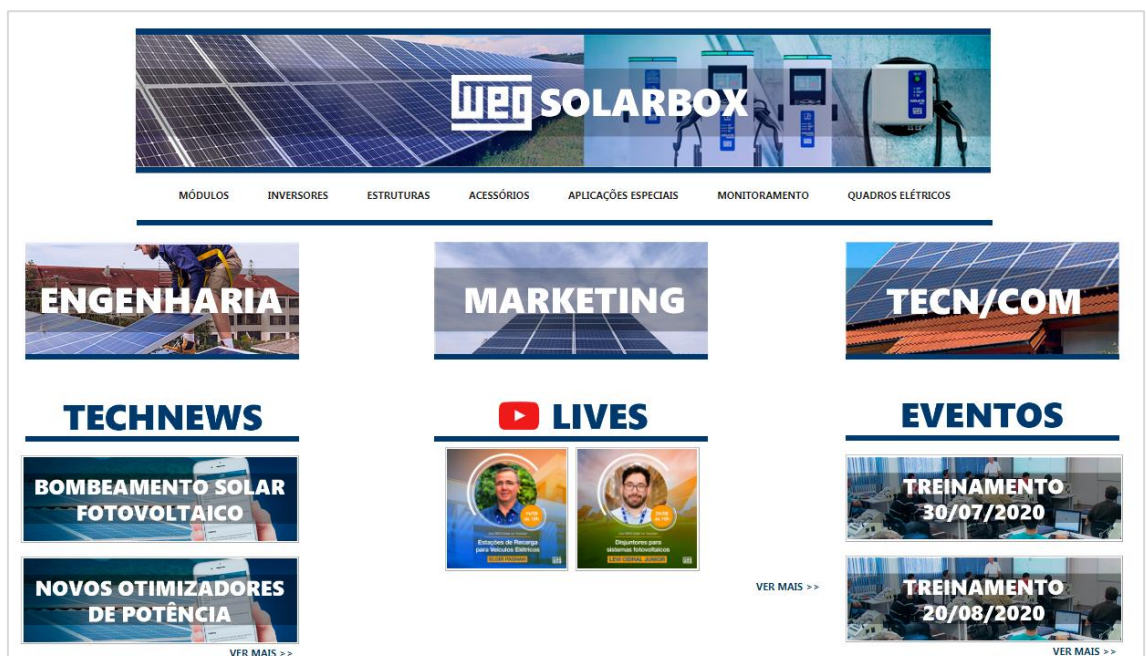 weg SOLARBOX
MÓDULOS INVERSORES ESTRUTURAS ACESSÓRIOS APLICAÇÕES ESPECIAIS MONITORAMENTO QUADROS ELÉTRICOS
ENGENHARIA
MARKETING
TECN/COM
TECHNEWS
BOMBEAMENTO SOLAR
FOTOVOLTAICO
NOVOS OTIMIZADORES
DE POTÊNCIA
VER MAIS >>
LIVES
Estações de Recarga
para Veículos Elétricos
Disjuntores para
sistemas fotovoltaicos
VER MAIS >>
EVENTOS
TREINAMENTO
30/07/2020
TREINAMENTO
20/08/2020
VER MAIS >>